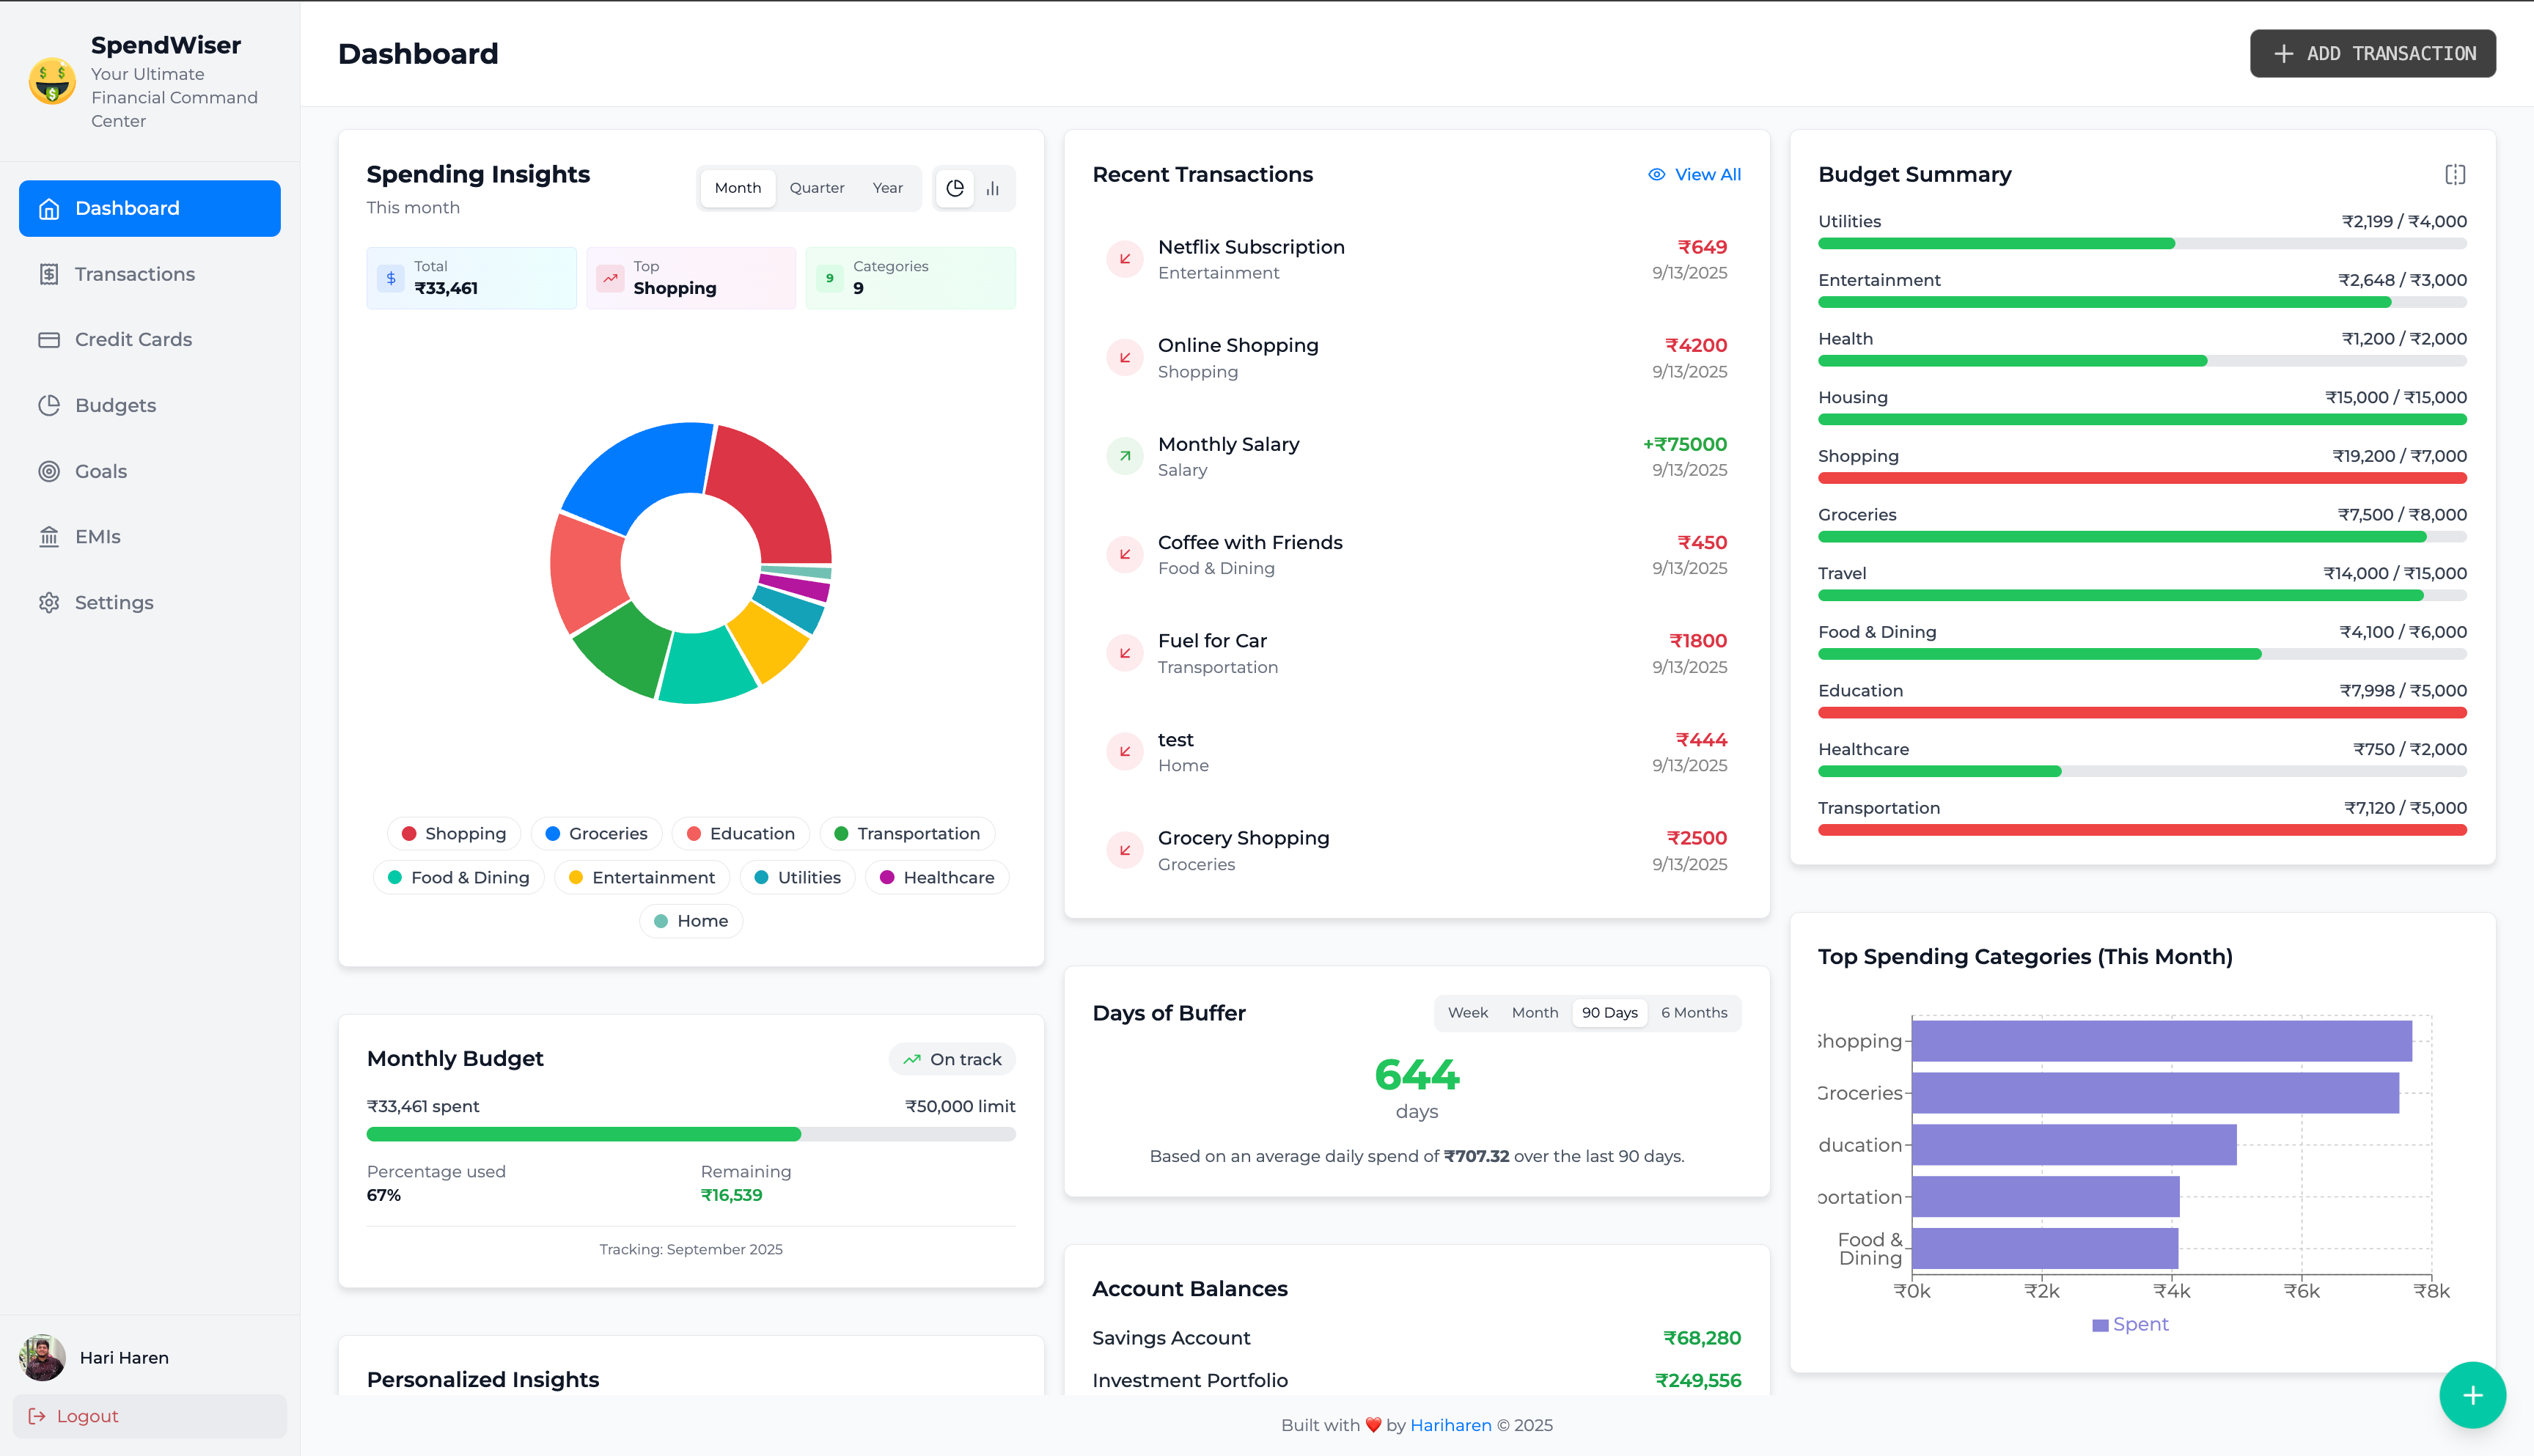 SpendWiser
Your Ultimate
Financial Command
Center
Dashboard
Transactions
Credit Cards
Budgets
Goals
EMIs
Settings
Hari Haren
Logout
Dashboard
ADD TRANSACTION
Spending Insights
This month
Month Quarter Year
$ Total
₹33,461
Top
Shopping
9 Categories
9
Shopping Groceries Education Transportation
Food & Dining Entertainment Utilities Healthcare
Home
Monthly Budget
On track
₹33,461 spent ₹50,000 limit
Percentage used Remaining
67% ₹16,539
Tracking: September 2025
Personalized Insights
Recent Transactions
View All
Netflix Subscription ₹649
Entertainment 9/13/2025
Online Shopping ₹4200
Shopping 9/13/2025
Monthly Salary +₹75000
Salary 9/13/2025
Coffee with Friends ₹450
Food & Dining 9/13/2025
Fuel for Car ₹1800
Transportation 9/13/2025
test ₹444
Home 9/13/2025
Grocery Shopping ₹2500
Groceries 9/13/2025
Days of Buffer
Week Month 90 Days 6 Months
644
days
Based on an average daily spend of ₹707.32 over the last 90 days.
Account Balances
Savings Account ₹68,280
Investment Portfolio ₹249,556
Budget Summary
Utilities ₹2,199 / ₹4,000
Entertainment ₹2,648 / ₹3,000
Health ₹1,200 / ₹2,000
Housing ₹15,000 / ₹15,000
Shopping ₹19,200 / ₹7,000
Groceries ₹7,500 / ₹8,000
Travel ₹14,000 / ₹15,000
Food & Dining ₹4,100 / ₹6,000
Education ₹7,998 / ₹5,000
Healthcare ₹750 / ₹2,000
Transportation ₹7,120 / ₹5,000
Top Spending Categories (This Month)
Shopping
Groceries
ducation
portation
Food &
Dining
₹0k ₹2k ₹4k ₹6k ₹8k
Spent
Built with ❤️ by Hariharen © 2025